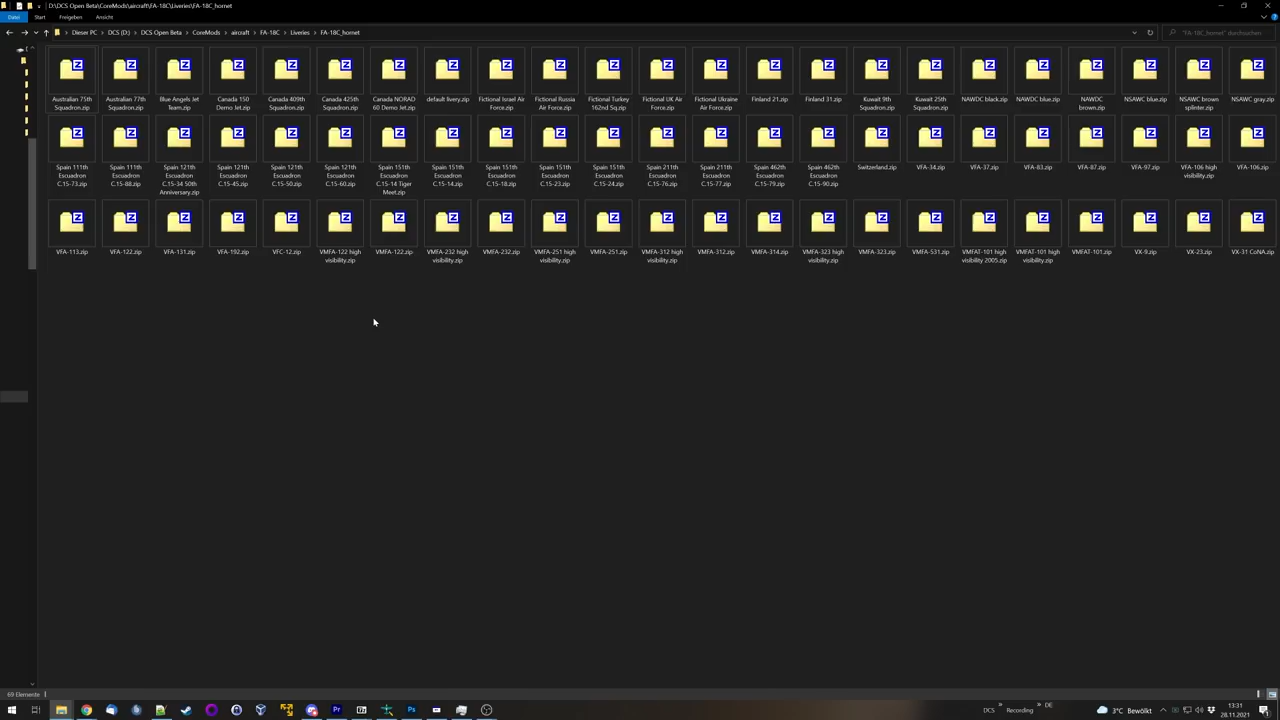 D:\DCS Open Beta\CoreMods\aircraft\FA-18C\Liveries\FA-18C_hornet
Datei Start Freigeben Ansicht
Dieser PC > DCS (D:) > DCS Open Beta > CoreMods > aircraft > FA-18C > Liveries > FA-18C_hornet
"FA-18C_hornet" durchsuchen
Australian 75th Squadron.zip
Australian 77th Squadron.zip
Blue Angels Jet Team.zip
Canada 150 Demo Jet.zip
Canada 409th Squadron.zip
Canada 425th Squadron.zip
Canada NORAD 60 Demo Jet.zip
default livery.zip
Fictional Israel Air Force.zip
Fictional Russia Air Force.zip
Fictional Turkey 162nd Sq.zip
Fictional UK Air Force.zip
Fictional Ukraine Air Force.zip
Finland 21.zip
Finland 31.zip
Kuwait 9th Squadron.zip
Kuwait 25th Squadron.zip
NAWDC black.zip
NAWDC blue.zip
NAWDC brown.zip
NSAWC blue.zip
NSAWC brown splinter.zip
NSAWC gray.zip
Spain 111th Escuadron C.15-73.zip
Spain 111th Escuadron C.15-88.zip
Spain 121th Escuadron C.15-34 50th Anniversary.zip
Spain 121th Escuadron C.15-45.zip
Spain 121th Escuadron C.15-50.zip
Spain 121th Escuadron C.15-60.zip
Spain 151th Escuadron C.15-14 Tiger Meet.zip
Spain 151th Escuadron C.15-14.zip
Spain 151th Escuadron C.15-18.zip
Spain 151th Escuadron C.15-23.zip
Spain 151th Escuadron C.15-24.zip
Spain 211th Escuadron C.15-76.zip
Spain 211th Escuadron C.15-77.zip
Spain 462th Escuadron C.15-79.zip
Spain 462th Escuadron C.15-90.zip
Switzerland.zip
VFA-34.zip
VFA-37.zip
VFA-83.zip
VFA-87.zip
VFA-97.zip
VFA-106 high visibility.zip
VFA-106.zip
VFA-113.zip
VFA-122.zip
VFA-131.zip
VFA-192.zip
VFC-12.zip
VMFA-122 high visibility.zip
VMFA-122.zip
VMFA-232 high visibility.zip
VMFA-232.zip
VMFA-251 high visibility.zip
VMFA-251.zip
VMFA-312 high visibility.zip
VMFA-312.zip
VMFA-314.zip
VMFA-323 high visibility.zip
VMFA-323.zip
VMFA-531.zip
VMFAT-101 high visibility 2005.zip
VMFAT-101 high visibility.zip
VMFAT-101.zip
VX-9.zip
VX-23.zip
VX-31 CoNA.zip
69 Elemente
DCS » Recording » DE
3°C Bewölkt
13:31
28.11.2021